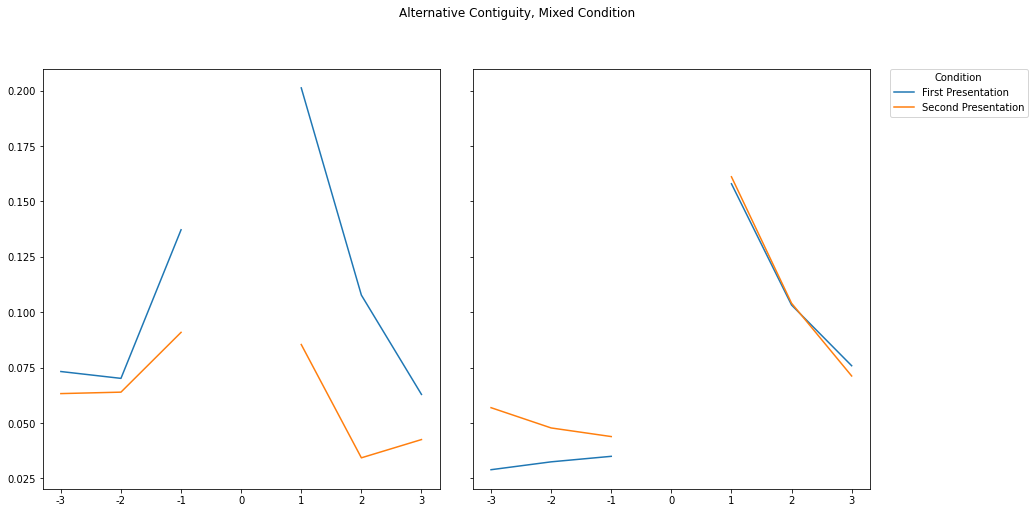 Alternative Contiguity, Mixed Condition
0.200
0.175
0.150
0.125
0.100
0.075
0.050
0.025
-3 -2 -1 0 1 2 3
-3 -2 -1 0 1 2 3
Condition
First Presentation
Second Presentation